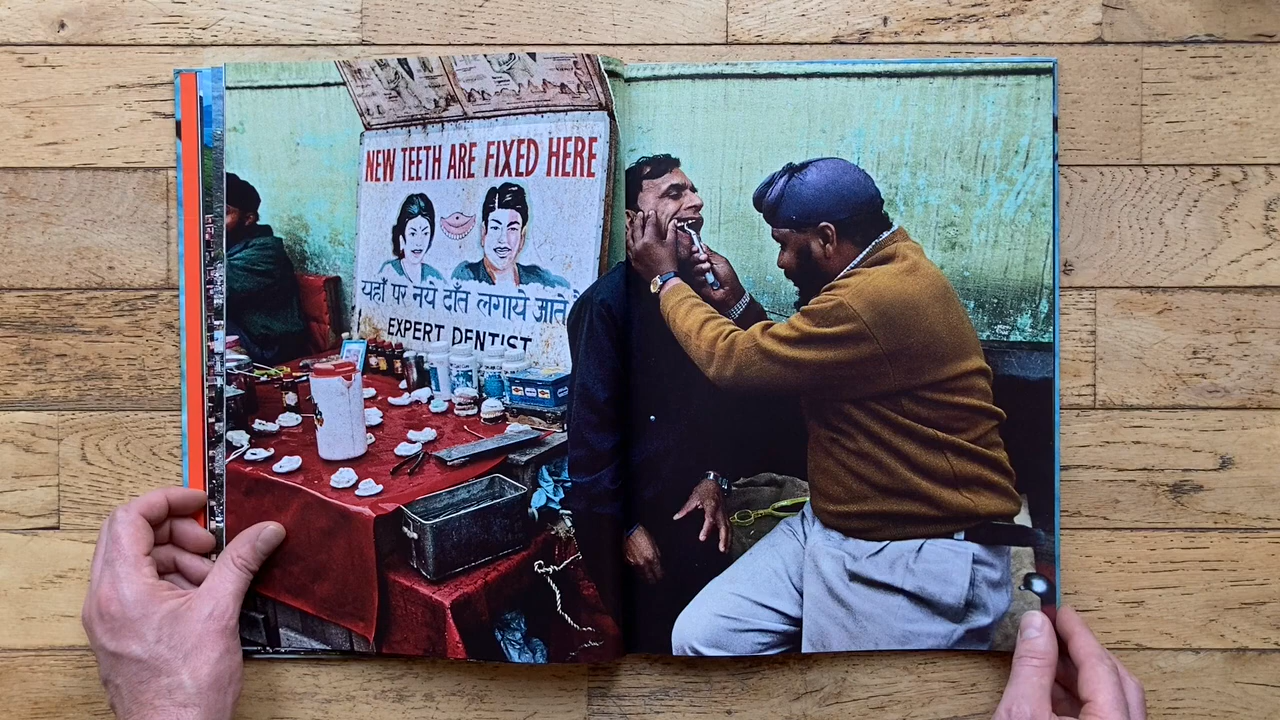 NEW TEETH ARE FIXED HERE
यहाँ पर नये दाँत लगाये जाते
EXPERT DENTIST